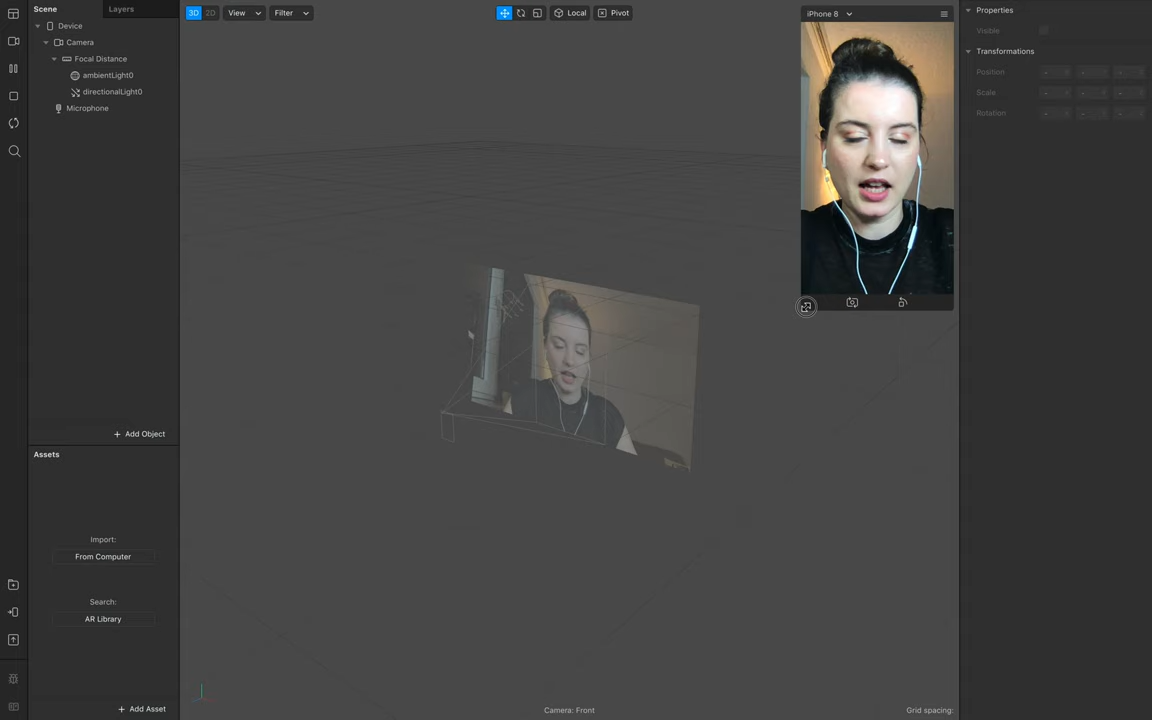 Scene
Layers
Device
Camera
Focal Distance
ambientLight0
directionalLight0
Microphone
+ Add Object
Assets
Import:
From Computer
Search:
AR Library
+ Add Asset
3D 2D
View
Filter
Local
Pivot
iPhone 8
Camera: Front
Grid spacing:
Properties
Visible
Transformations
Position
Scale
Rotation